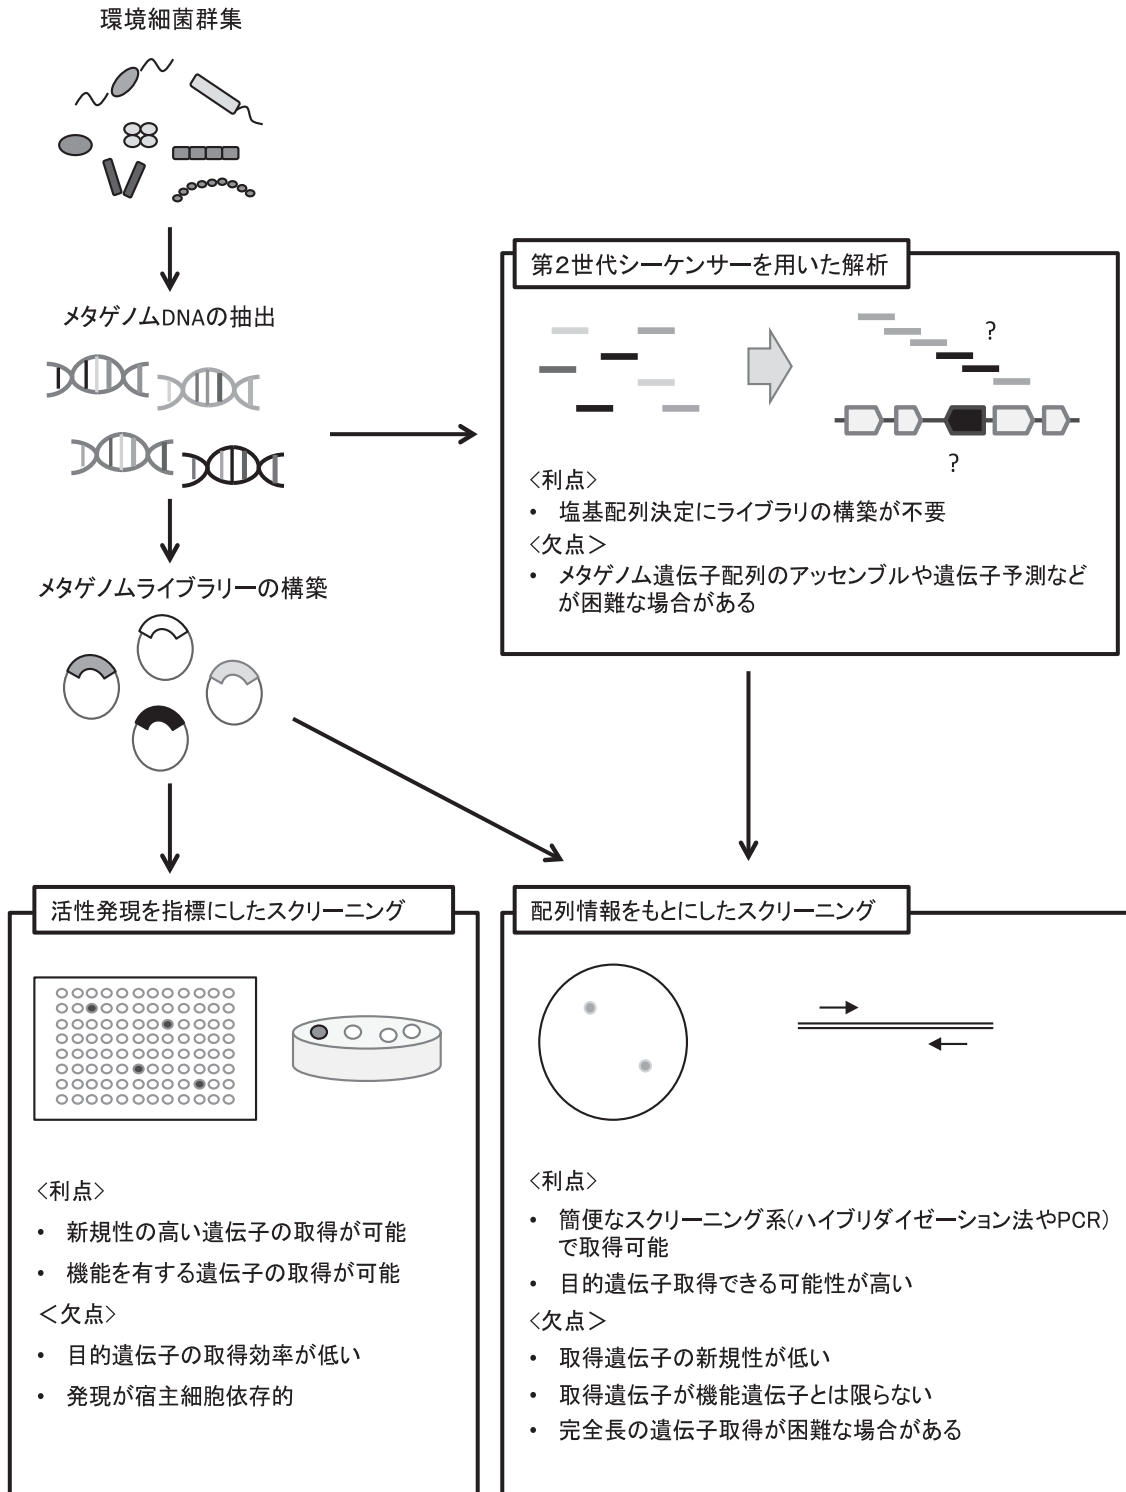 環境細菌群集
メタゲノムDNAの抽出
メタゲノムライブラリーの構築
第2世代シーケンサーを用いた解析
?
?
<利点>
• 塩基配列決定にライブラリの構築が不要
<欠点>
• メタゲノム遺伝子配列のアッセンブルや遺伝子予測など
が困難な場合がある
活性発現を指標にしたスクリーニング
<利点>
• 新規性の高い遺伝子の取得が可能
• 機能を有する遺伝子の取得が可能
<欠点>
• 目的遺伝子の取得効率が低い
• 発現が宿主細胞依存的
配列情報をもとにしたスクリーニング
<利点>
• 簡便なスクリーニング系(ハイブリダイゼーション法やPCR)
で取得可能
• 目的遺伝子取得できる可能性が高い
<欠点>
• 取得遺伝子の新規性が低い
• 取得遺伝子が機能遺伝子とは限らない
• 完全長の遺伝子取得が困難な場合がある